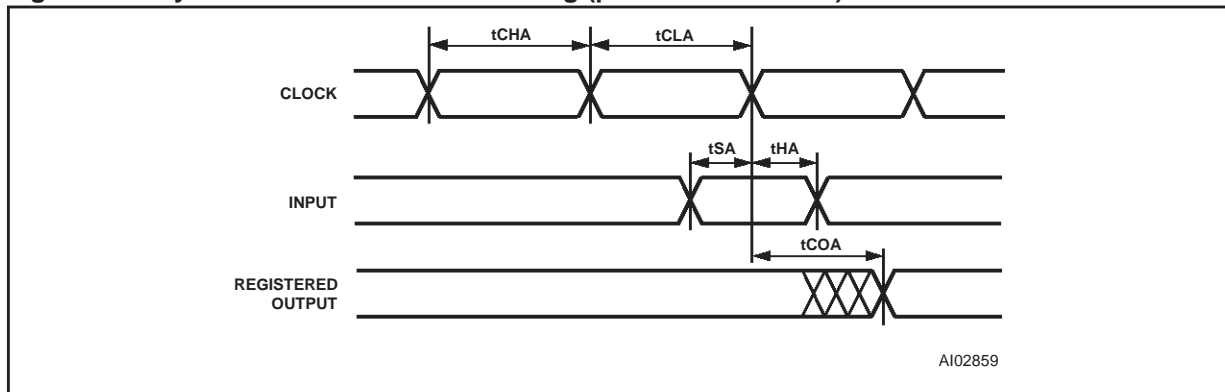 tCHA tCLA
CLOCK
tSA tHA
INPUT
tCOA
REGISTERED
OUTPUT
AI02859